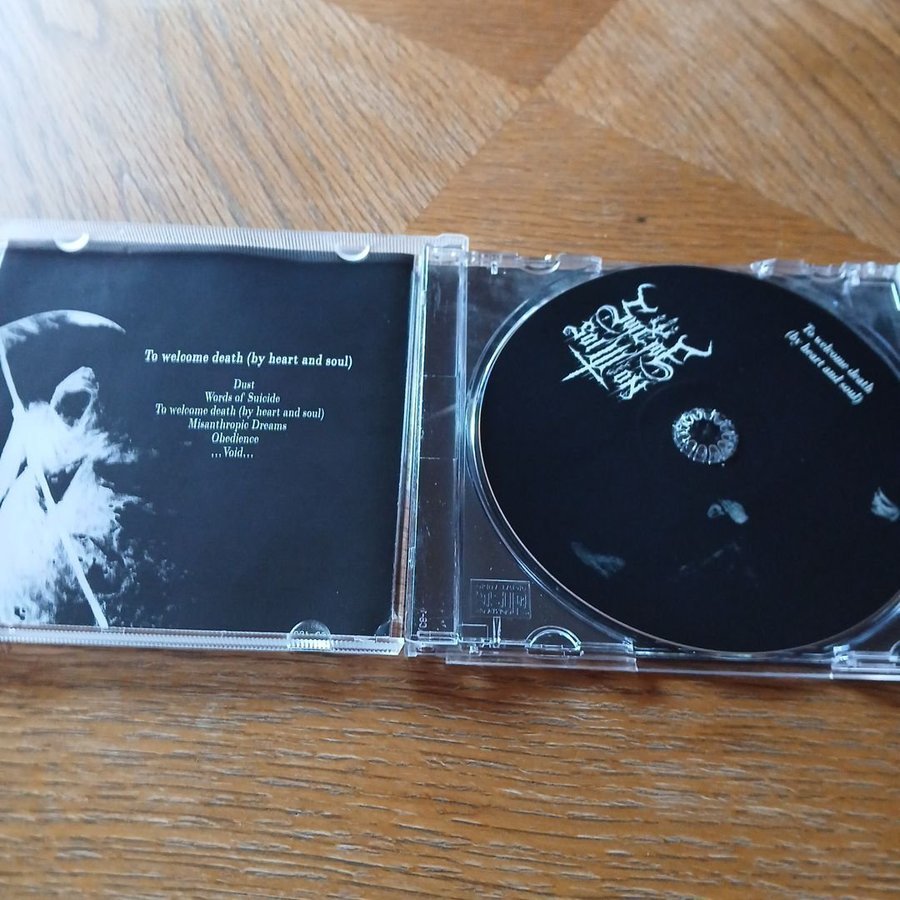 To welcome death (by heart and soul)
Dust
Words of Suicide
To welcome death (by heart and soul)
Misanthropic Dreams
Obedience
...Void...
To welcome death
(by heart and soul)